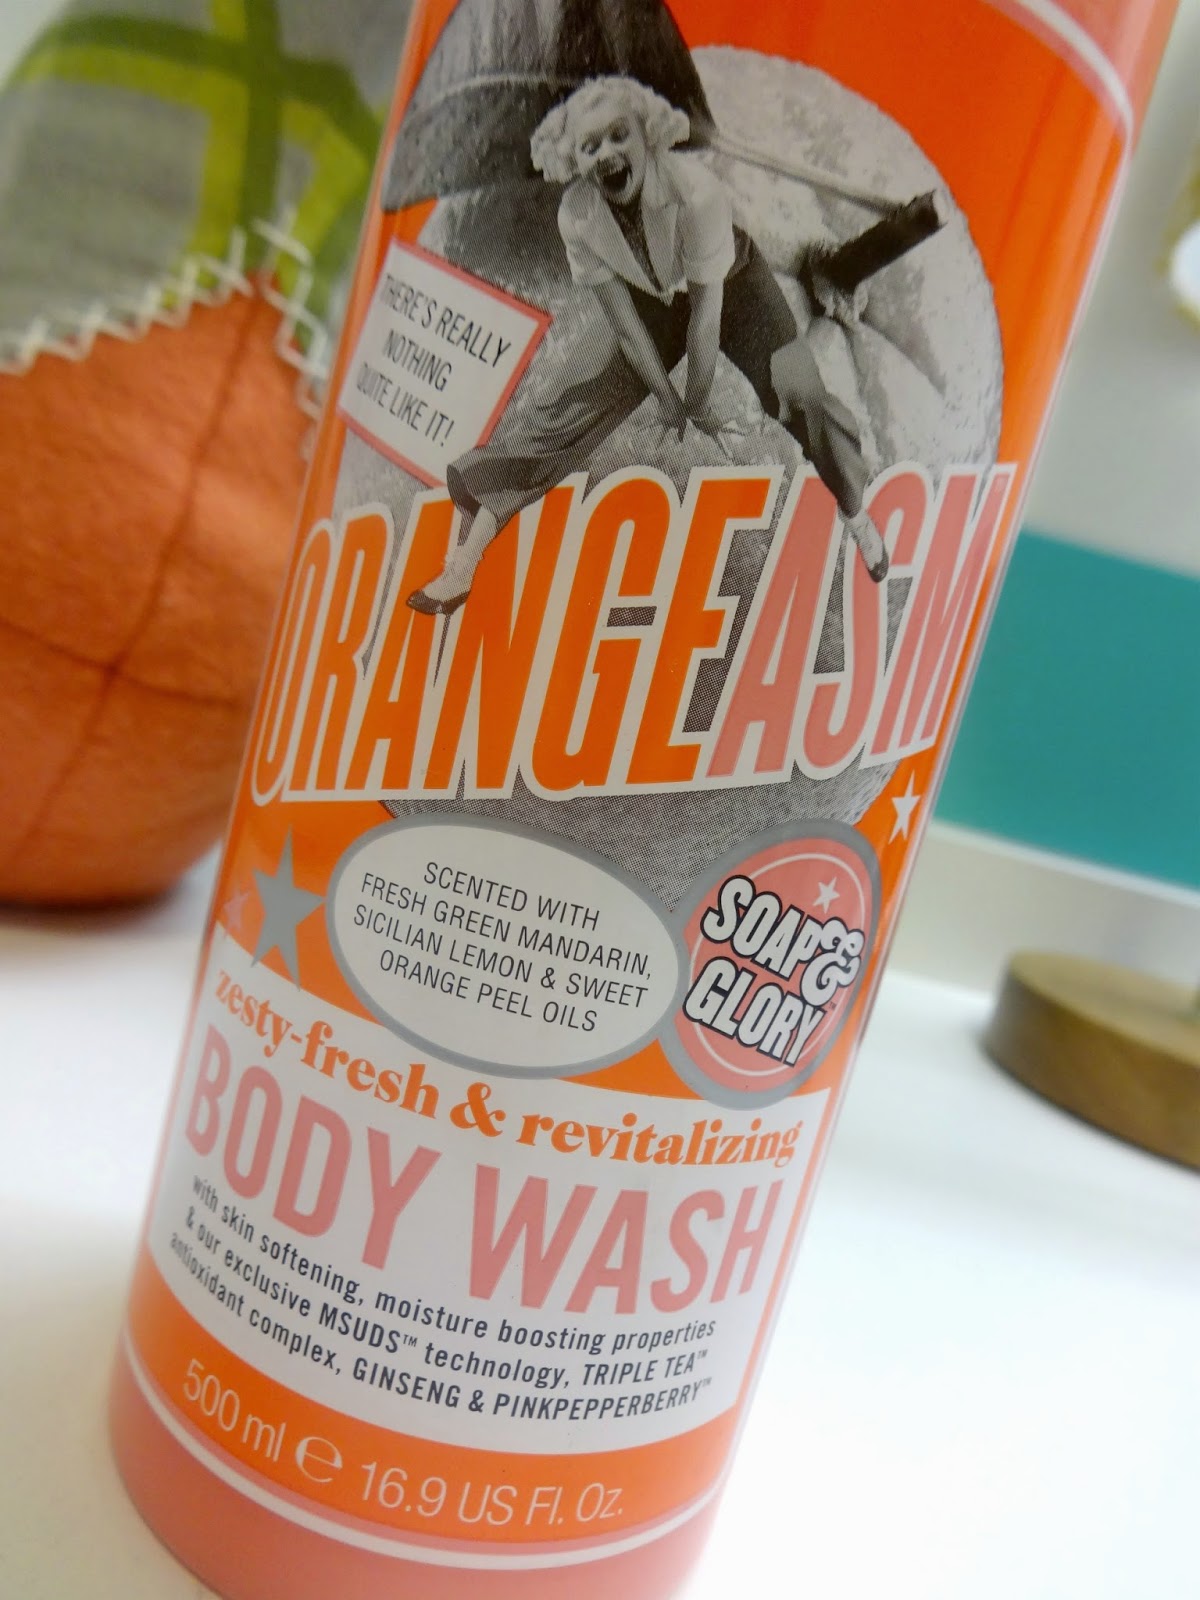 THERE'S REALLY
NOTHING
QUITE LIKE IT!
ORANGEASM
SCENTED WITH
FRESH GREEN MANDARIN,
SICILIAN LEMON & SWEET
ORANGE PEEL OILS
SOAP&
GLORY™
zesty-fresh & revitalizing
BODY WASH
with skin softening, moisture boosting properties
& our exclusive MSUDS™ technology, TRIPLE TEA™
antioxidant complex, GINSENG & PINKPEPPERBERRY™
500 ml ℮ 16.9 US Fl. Oz.